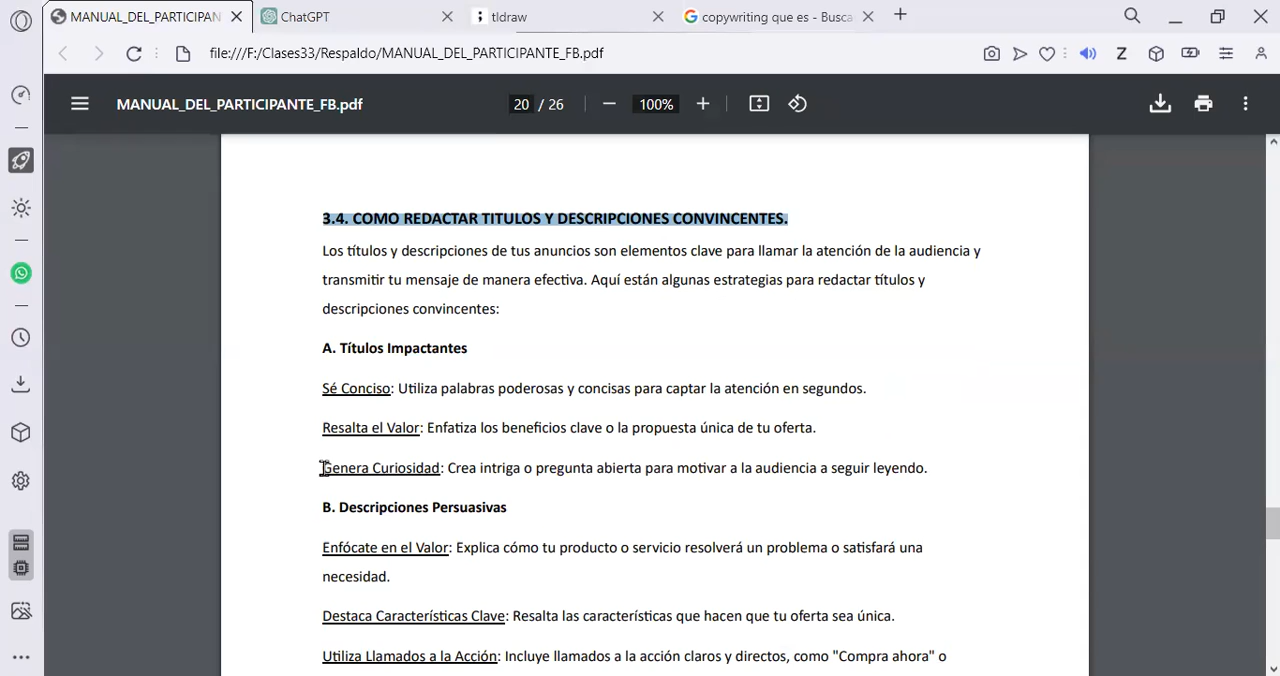 MANUAL_DEL_PARTICIPAN
ChatGPT
tldraw
copywriting que es - Busca
file:///F:/Clases33/Respaldo/MANUAL_DEL_PARTICIPANTE_FB.pdf
MANUAL_DEL_PARTICIPANTE_FB.pdf
20 / 26
100%
3.4. COMO REDACTAR TITULOS Y DESCRIPCIONES CONVINCENTES.
Los títulos y descripciones de tus anuncios son elementos clave para llamar la atención de la audiencia y
transmitir tu mensaje de manera efectiva. Aquí están algunas estrategias para redactar títulos y
descripciones convincentes:
A. Títulos Impactantes
Sé Conciso: Utiliza palabras poderosas y concisas para captar la atención en segundos.
Resalta el Valor: Enfatiza los beneficios clave o la propuesta única de tu oferta.
Genera Curiosidad: Crea intriga o pregunta abierta para motivar a la audiencia a seguir leyendo.
B. Descripciones Persuasivas
Enfócate en el Valor: Explica cómo tu producto o servicio resolverá un problema o satisfará una
necesidad.
Destaca Características Clave: Resalta las características que hacen que tu oferta sea única.
Utiliza Llamados a la Acción: Incluye llamados a la acción claros y directos, como "Compra ahora" o